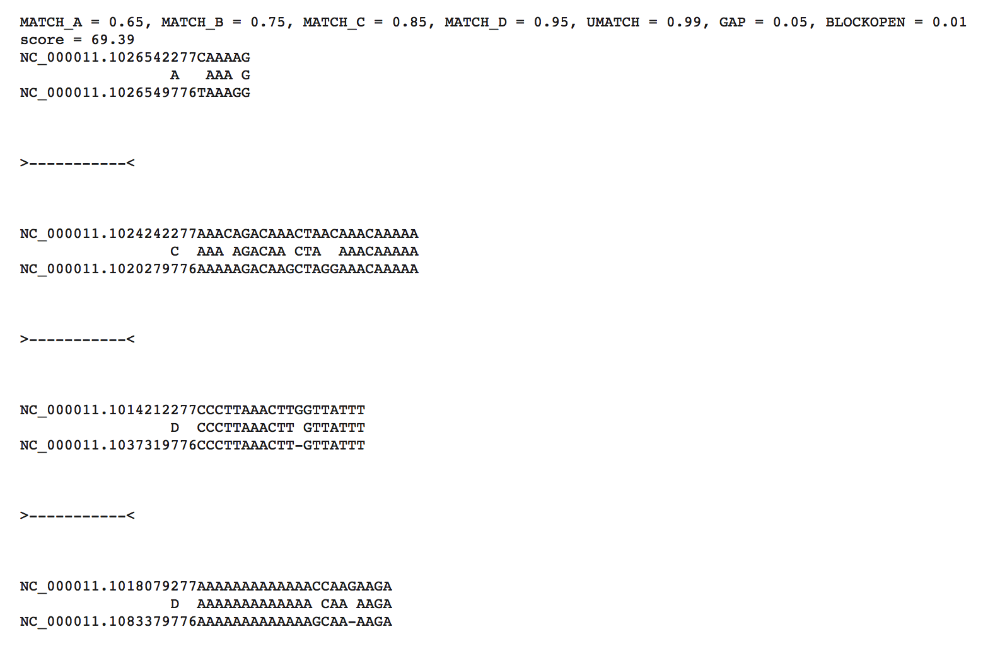 MATCH_A = 0.65, MATCH_B = 0.75, MATCH_C = 0.85, MATCH_D = 0.95, UMATCH = 0.99, GAP = 0.05, BLOCKOPEN = 0.01
score = 69.39
NC_000011.1026542277CAAAAG
                 A   AAA G
NC_000011.1026549776TAAAGG
>-----------<
NC_000011.1024242277AAACAGACAAACTAACAAACAAAAA
                 C  AAA AGACAA CTA  AAACAAAAA
NC_000011.1020279776AAAAAGACAAGCTAGGAAACAAAAA
>-----------<
NC_000011.1014212277CCCTTAAACTTGGTTATTT
                 D  CCCTTAAACTT GTTATTT
NC_000011.1037319776CCCTTAAACTT-GTTATTT
>-----------<
NC_000011.1018079277AAAAAAAAAAAAACCAAGAAGA
                 D  AAAAAAAAAAAAA CAA AAGA
NC_000011.1083379776AAAAAAAAAAAAAGCAA-AAGA